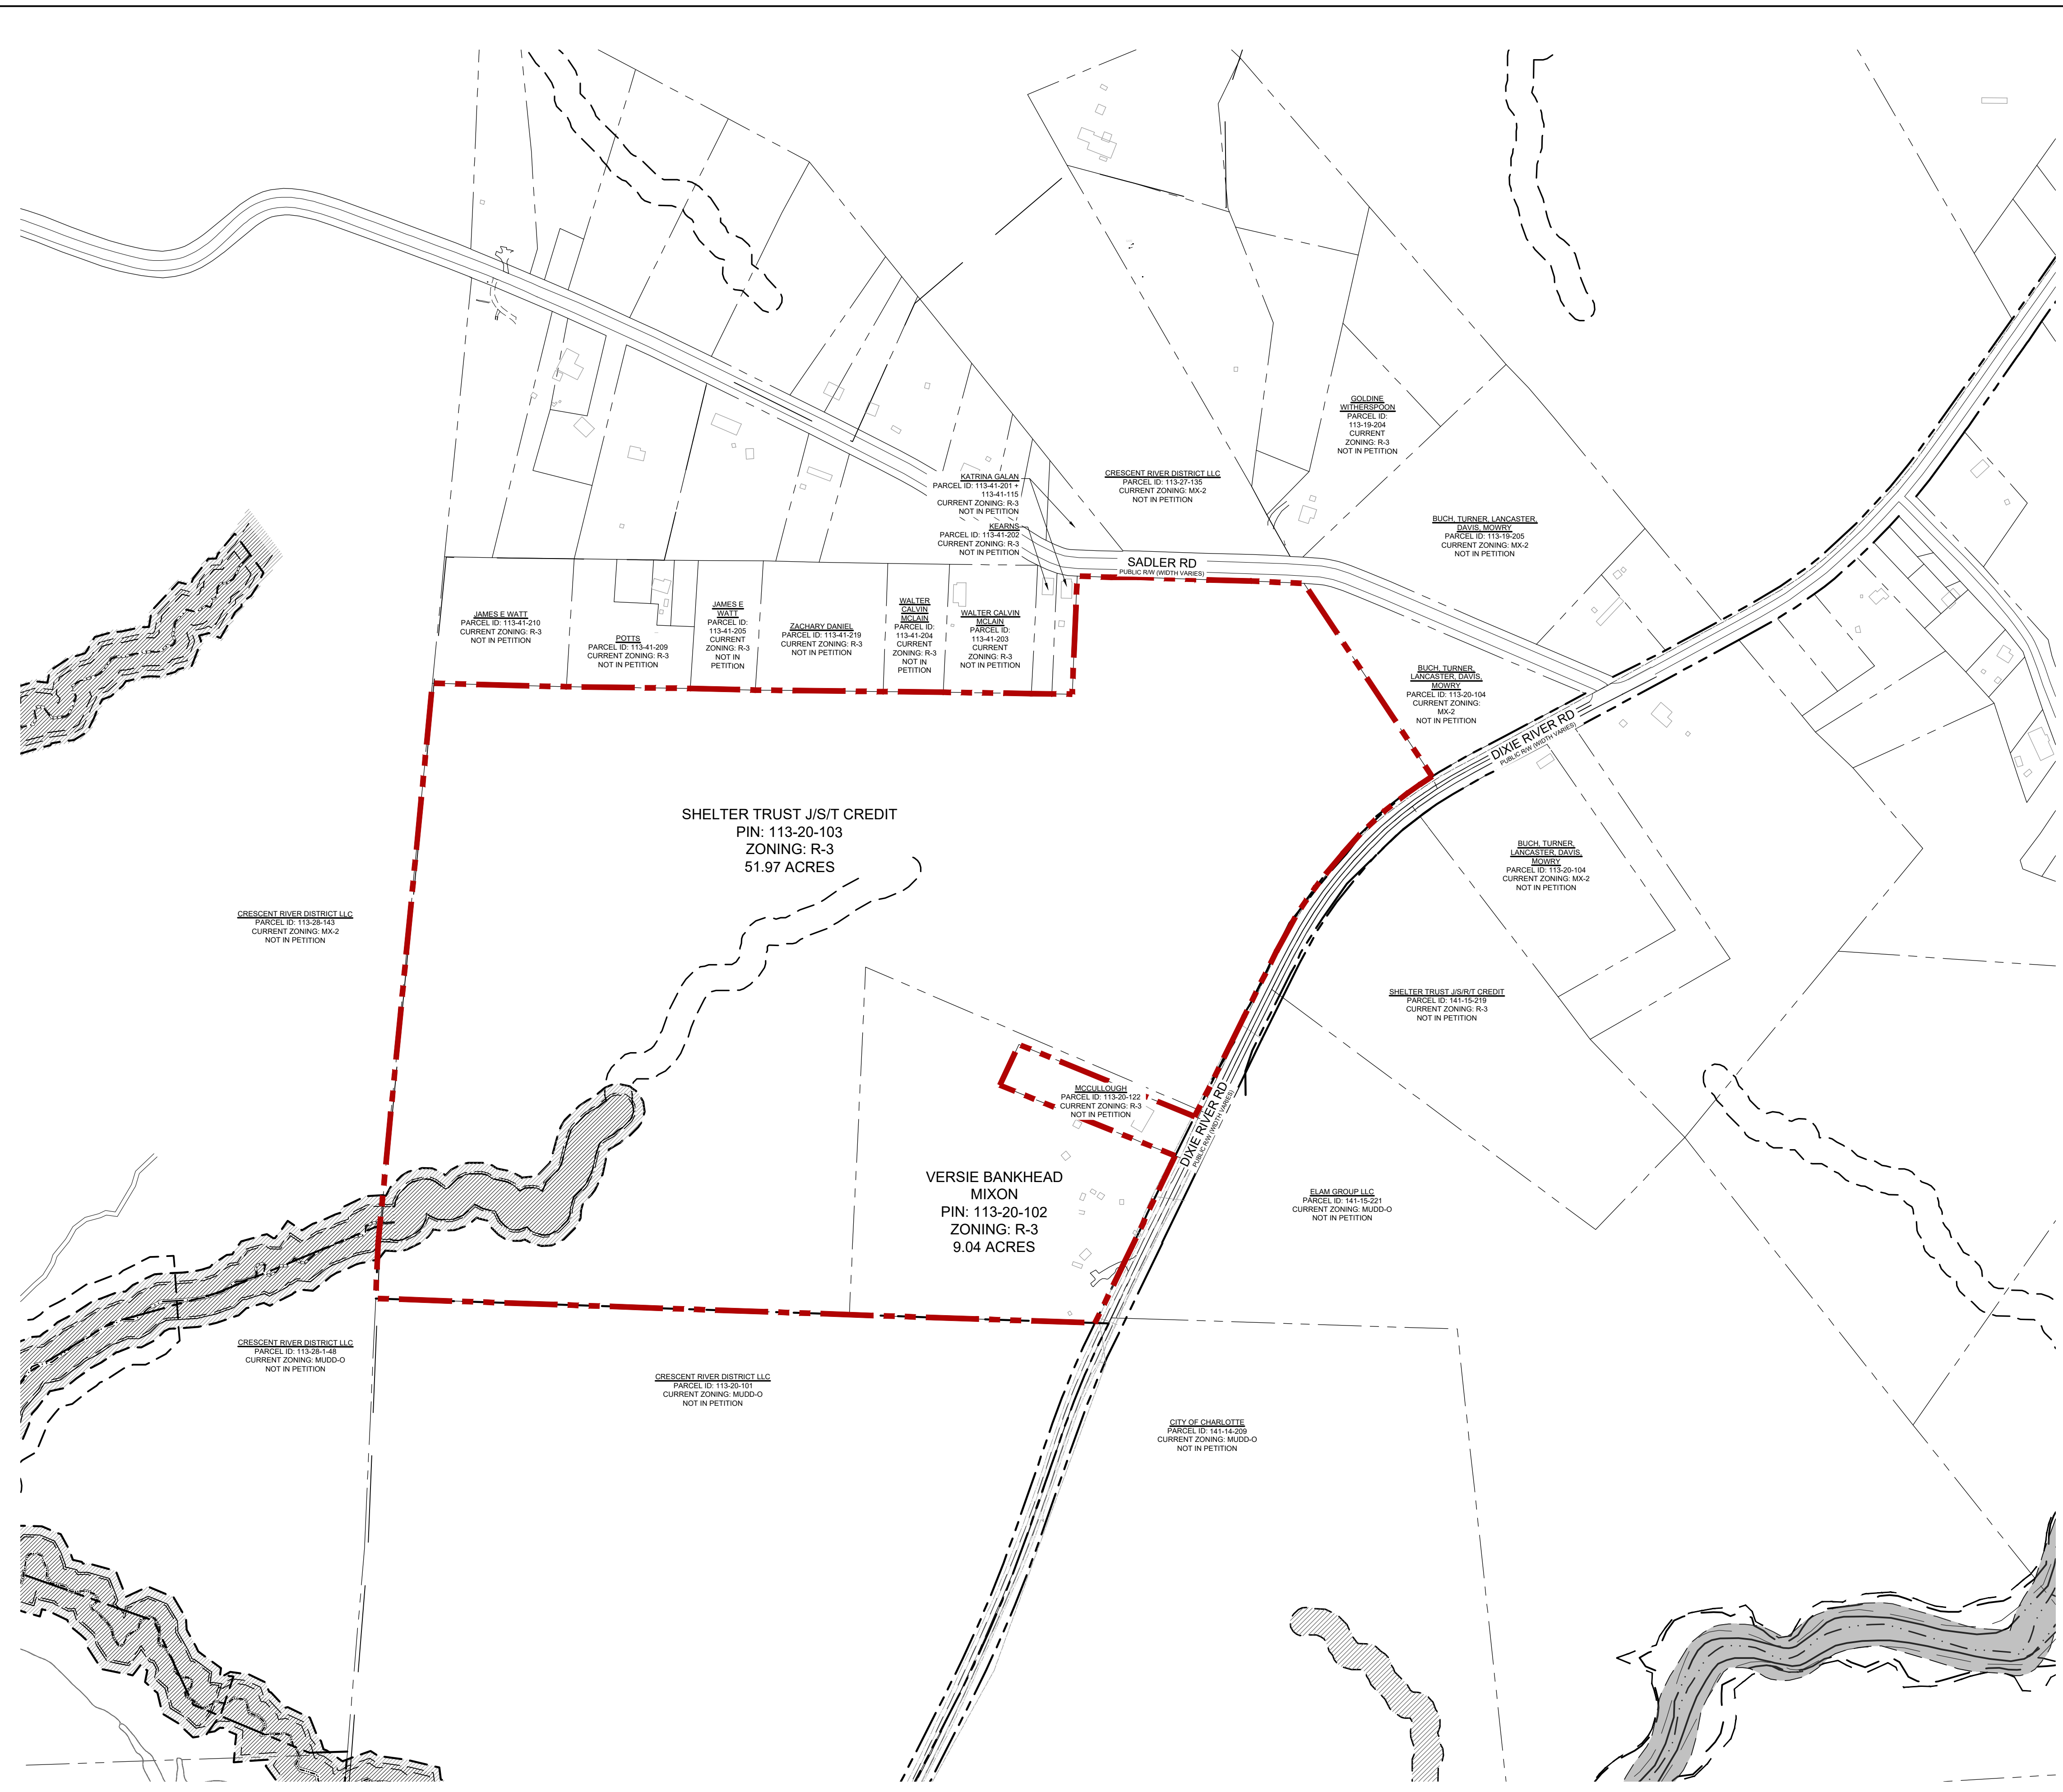 KATRINA GALAN
PARCEL ID: 113-41-201 +
113-41-115
CURRENT ZONING: R-3
NOT IN PETITION
KEARNS
PARCEL ID: 113-41-202
CURRENT ZONING: R-3
NOT IN PETITION
CRESCENT RIVER DISTRICT LLC
PARCEL ID: 113-27-135
CURRENT ZONING: MX-2
NOT IN PETITION
GOLDINE
WITHERSPOON
PARCEL ID:
113-19-204
CURRENT
ZONING: R-3
NOT IN PETITION
BUCH, TURNER, LANCASTER,
DAVIS, MOWRY
PARCEL ID: 113-19-205
CURRENT ZONING: MX-2
NOT IN PETITION
SADLER RD
PUBLIC R/W (WIDTH VARIES)
JAMES E WATT
PARCEL ID: 113-41-210
CURRENT ZONING: R-3
NOT IN PETITION
POTTS
PARCEL ID: 113-41-209
CURRENT ZONING: R-3
NOT IN PETITION
JAMES E
WATT
PARCEL ID:
113-41-205
CURRENT
ZONING: R-3
NOT IN
PETITION
ZACHARY DANIEL
PARCEL ID: 113-41-219
CURRENT ZONING: R-3
NOT IN PETITION
WALTER
CALVIN
MCLAIN
PARCEL ID:
113-41-204
CURRENT
ZONING: R-3
NOT IN
PETITION
WALTER CALVIN
MCLAIN
PARCEL ID:
113-41-203
CURRENT
ZONING: R-3
NOT IN PETITION
BUCH, TURNER,
LANCASTER, DAVIS,
MOWRY
PARCEL ID: 113-20-104
CURRENT ZONING:
MX-2
NOT IN PETITION
DIXIE RIVER RD
PUBLIC R/W (WIDTH VARIES)
SHELTER TRUST J/S/T CREDIT
PIN: 113-20-103
ZONING: R-3
51.97 ACRES
BUCH, TURNER,
LANCASTER, DAVIS,
MOWRY
PARCEL ID: 113-20-104
CURRENT ZONING: MX-2
NOT IN PETITION
CRESCENT RIVER DISTRICT LLC
PARCEL ID: 113-28-143
CURRENT ZONING: MX-2
NOT IN PETITION
SHELTER TRUST J/S/R/T CREDIT
PARCEL ID: 141-15-219
CURRENT ZONING: R-3
NOT IN PETITION
MCCULLOUGH
PARCEL ID: 113-20-122
CURRENT ZONING: R-3
NOT IN PETITION
DIXIE RIVER RD
PUBLIC R/W (WIDTH VARIES)
VERSIE BANKHEAD
MIXON
PIN: 113-20-102
ZONING: R-3
9.04 ACRES
ELAM GROUP LLC
PARCEL ID: 141-15-221
CURRENT ZONING: MUDD-O
NOT IN PETITION
CRESCENT RIVER DISTRICT LLC
PARCEL ID: 113-28-1-48
CURRENT ZONING: MUDD-O
NOT IN PETITION
CRESCENT RIVER DISTRICT LLC
PARCEL ID: 113-20-101
CURRENT ZONING: MUDD-O
NOT IN PETITION
CITY OF CHARLOTTE
PARCEL ID: 141-14-209
CURRENT ZONING: MUDD-O
NOT IN PETITION